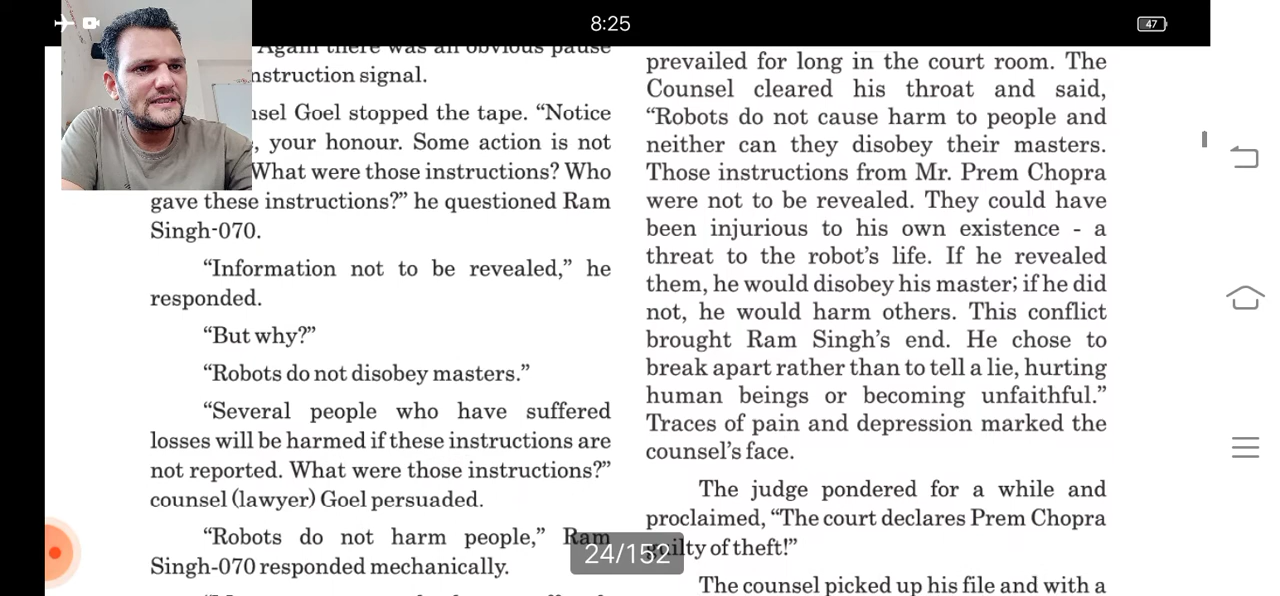 8:25
47
Again there was an obvious pause
nstruction signal.
nsel Goel stopped the tape. “Notice
, your honour. Some action is not
What were those instructions? Who
gave these instructions?” he questioned Ram
Singh-070.
“Information not to be revealed,” he
responded.
“But why?”
“Robots do not disobey masters.”
“Several people who have suffered
losses will be harmed if these instructions are
not reported. What were those instructions?”
counsel (lawyer) Goel persuaded.
“Robots do not harm people,” Ram
Singh-070 responded mechanically.
prevailed for long in the court room. The
Counsel cleared his throat and said,
“Robots do not cause harm to people and
neither can they disobey their masters.
Those instructions from Mr. Prem Chopra
were not to be revealed. They could have
been injurious to his own existence - a
threat to the robot’s life. If he revealed
them, he would disobey his master; if he did
not, he would harm others. This conflict
brought Ram Singh’s end. He chose to
break apart rather than to tell a lie, hurting
human beings or becoming unfaithful.”
Traces of pain and depression marked the
counsel’s face.
The judge pondered for a while and
proclaimed, “The court declares Prem Chopra
guilty of theft!”
The counsel picked up his file and with a
24/152